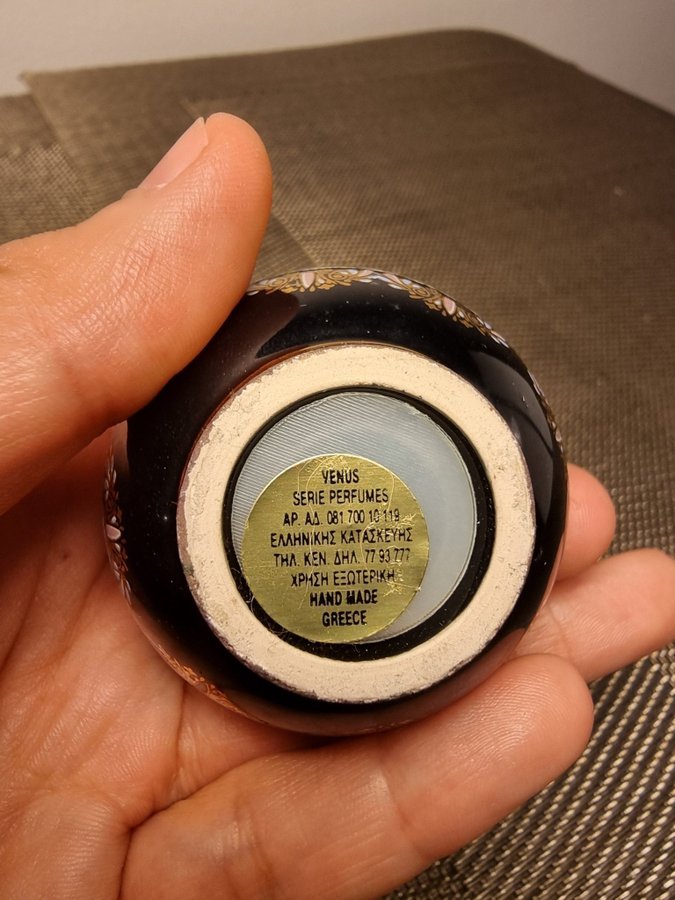 VENUS
SERIE PERFUMES
ΑΡ. ΑΔ. 081 700 10 119
ΕΛΛΗΝΙΚΗΣ ΚΑΤΑΣΚΕΥΗΣ
ΤΗΛ. ΚΕΝ. ΔΗΛ. 77 93 777
ΧΡΗΣΗ ΕΞΩΤΕΡΙΚΗ
HAND MADE
GREECE